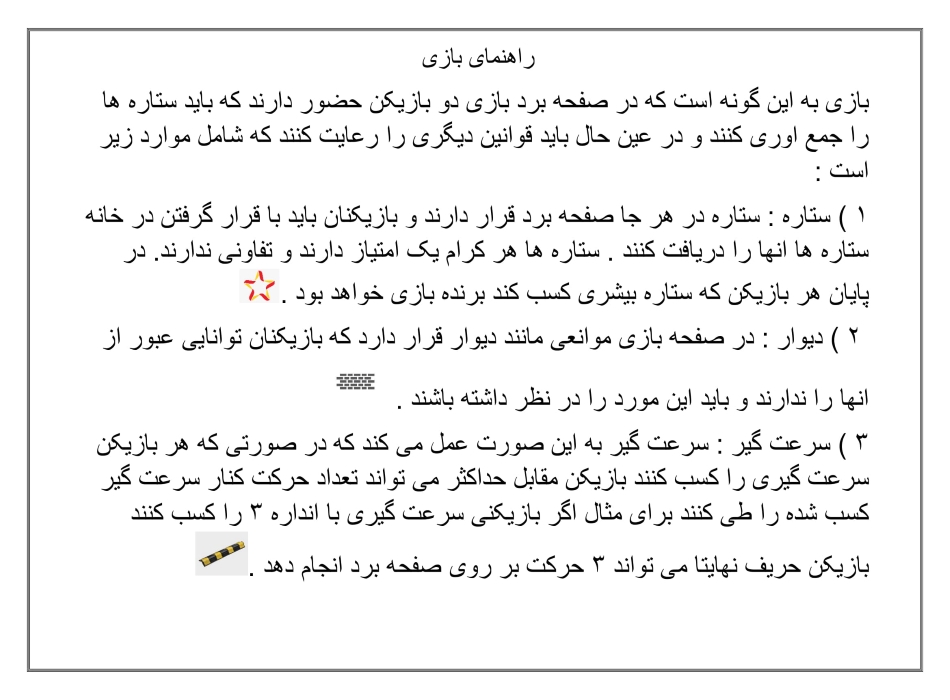 راهنمای بازی
بازی به این گونه است که در صفحه برد بازی دو بازیکن حضور دارند که باید ستاره ها
را جمع اوری کنند و در عین حال باید قوانین دیگری را رعایت کنند که شامل موارد زیر
است :
۱ ) ستاره : ستاره در هر جا صفحه برد قرار دارند و بازیکنان باید با قرار گرفتن در خانه
ستاره ها انها را دریافت کنند . ستاره ها هر کرام یک امتیاز دارند و تفاونی ندارند. در
پایان هر بازیکن که ستاره بیشری کسب کند برنده بازی خواهد بود .
۲ ) دیوار : در صفحه بازی موانعی مانند دیوار قرار دارد که بازیکنان توانایی عبور از
انها را ندارند و باید این مورد را در نظر داشته باشند .
۳ ) سرعت گیر : سرعت گیر به این صورت عمل می کند که در صورتی که هر بازیکن
سرعت گیری را کسب کنند بازیکن مقابل حداکثر می تواند تعداد حرکت کنار سرعت گیر
کسب شده را طی کنند برای مثال اگر بازیکنی سرعت گیری با انداره ۳ را کسب کنند
بازیکن حریف نهایتا می تواند ۳ حرکت بر روی صفحه برد انجام دهد .